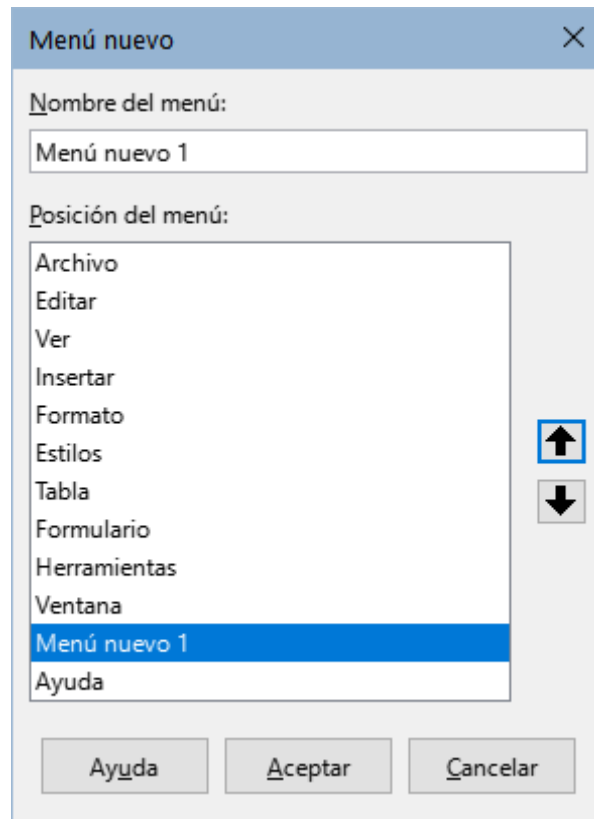 Menú nuevo
Nombre del menú:
Menú nuevo 1
Posición del menú:
Archivo
Editar
Ver
Insertar
Formato
Estilos
Tabla
Formulario
Herramientas
Ventana
Menú nuevo 1
Ayuda
Ayuda Aceptar Cancelar